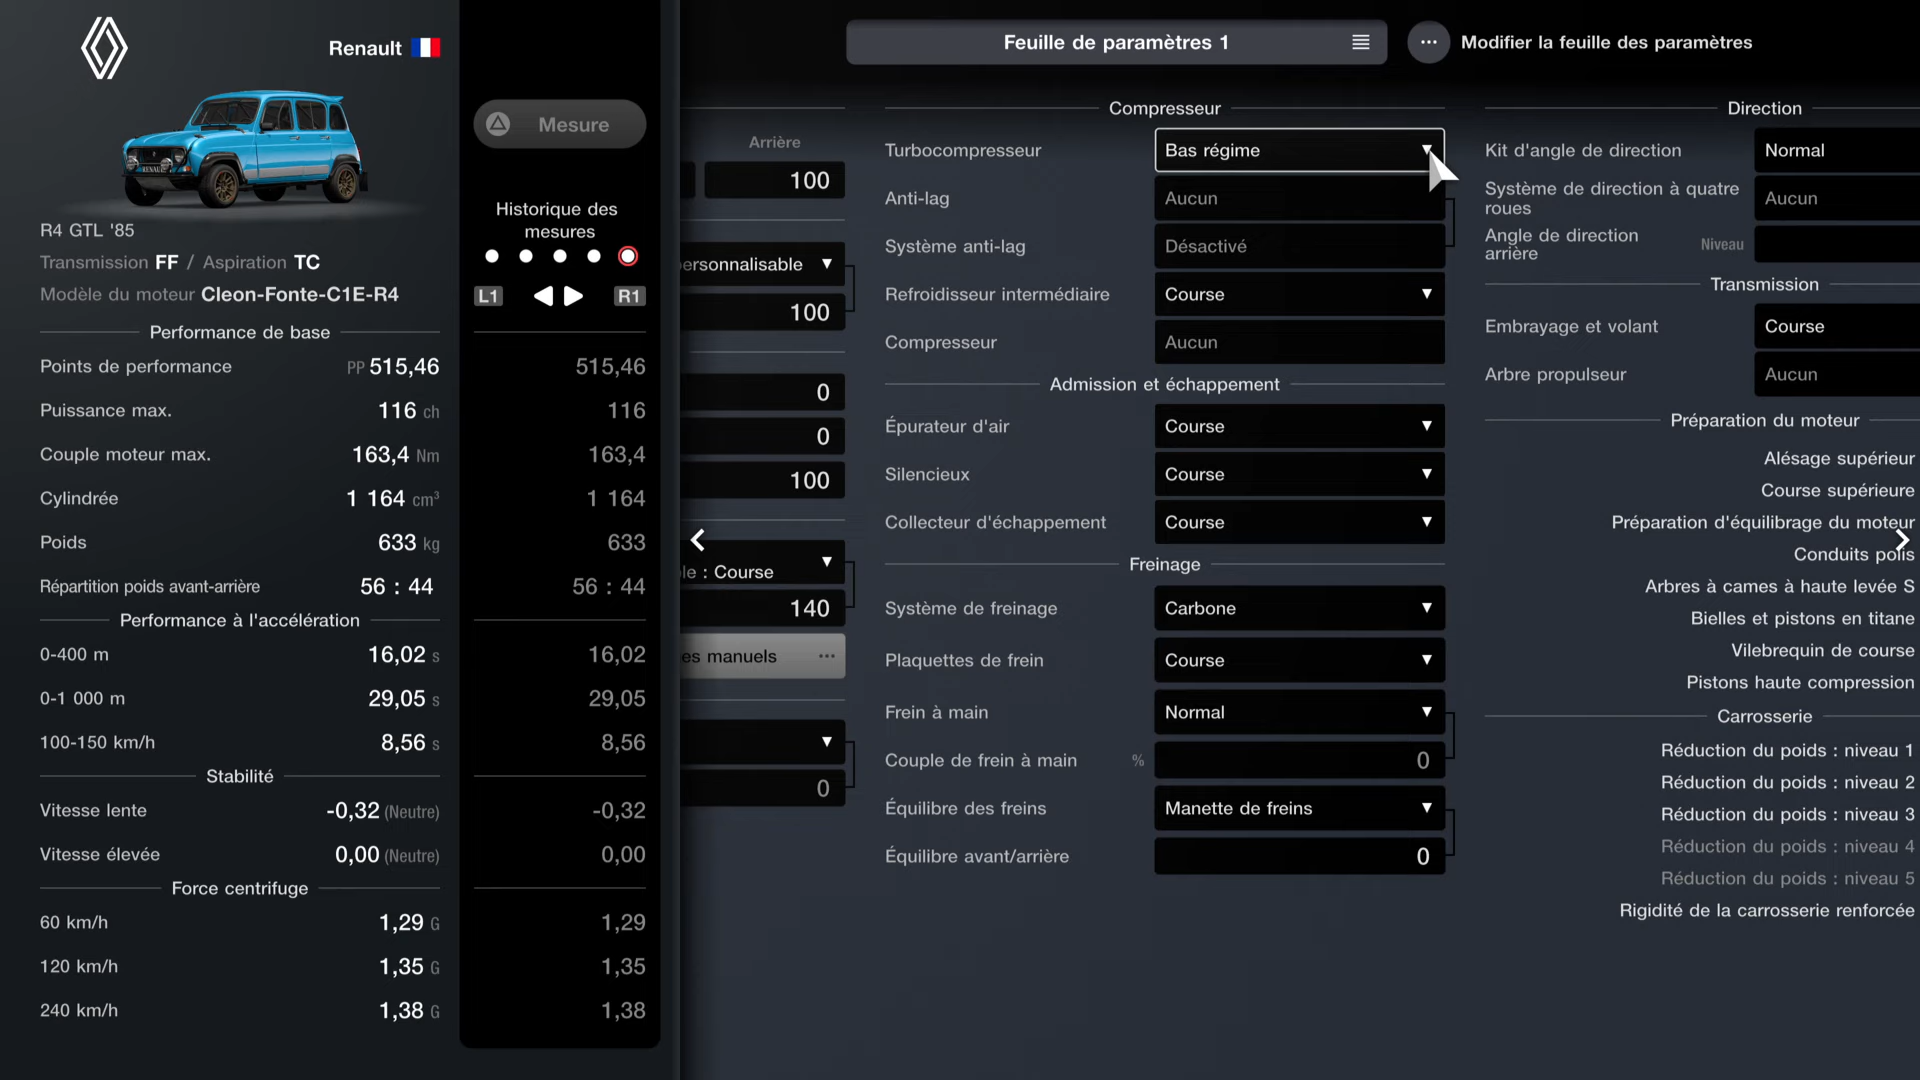 Renault
R4 GTL '85
Transmission FF / Aspiration TC
Modèle du moteur Cleon-Fonte-C1E-R4
Performance de base
Points de performance PP 515,46
Puissance max. 116 ch
Couple moteur max. 163,4 Nm
Cylindrée 1 164 cm³
Poids 633 kg
Répartition poids avant-arrière 56 : 44
Performance à l'accélération
0-400 m 16,02 s
0-1 000 m 29,05 s
100-150 km/h 8,56 s
Stabilité
Vitesse lente -0,32 (Neutre)
Vitesse élevée 0,00 (Neutre)
Force centrifuge
60 km/h 1,29 G
120 km/h 1,35 G
240 km/h 1,38 G
Mesure
Historique des
mesures
L1 R1
515,46
116
163,4
1 164
633
56 : 44
16,02
29,05
8,56
-0,32
0,00
1,29
1,35
1,38
Feuille de paramètres 1
Modifier la feuille des paramètres
Arrière
100
ersonnalisable
100
0
0
100
le : Course
140
es manuels
0
Compresseur
Turbocompresseur Bas régime
Anti-lag Aucun
Système anti-lag Désactivé
Refroidisseur intermédiaire Course
Compresseur Aucun
Admission et échappement
Épurateur d'air Course
Silencieux Course
Collecteur d'échappement Course
Freinage
Système de freinage Carbone
Plaquettes de frein Course
Frein à main Normal
Couple de frein à main % 0
Équilibre des freins Manette de freins
Équilibre avant/arrière 0
Direction
Kit d'angle de direction Normal
Système de direction à quatre
roues Aucun
Angle de direction
arrière Niveau
Transmission
Embrayage et volant Course
Arbre propulseur Aucun
Préparation du moteur
Alésage supérieur
Course supérieure
Préparation d'équilibrage du moteur
Conduits polis
Arbres à cames à haute levée S
Bielles et pistons en titane
Vilebrequin de course
Pistons haute compression
Carrosserie
Réduction du poids : niveau 1
Réduction du poids : niveau 2
Réduction du poids : niveau 3
Réduction du poids : niveau 4
Réduction du poids : niveau 5
Rigidité de la carrosserie renforcée